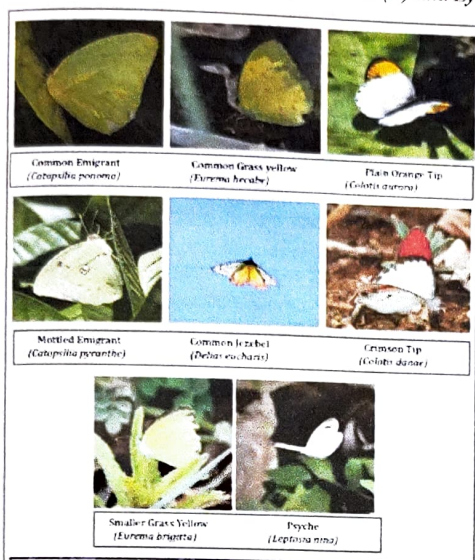 Common Emigrant
(Catopsilia pomona)
Common Grass yellow
(Eurema hecabe)
Plain Orange Tip
(Colotis aurora)
Mottled Emigrant
(Catopsilia pyranthe)
Common Jezebel
(Delias eucharis)
Crimson Tip
(Colotis danae)
Smaller Grass Yellow
(Eurema brigitta)
Psyche
(Leptosia nina)